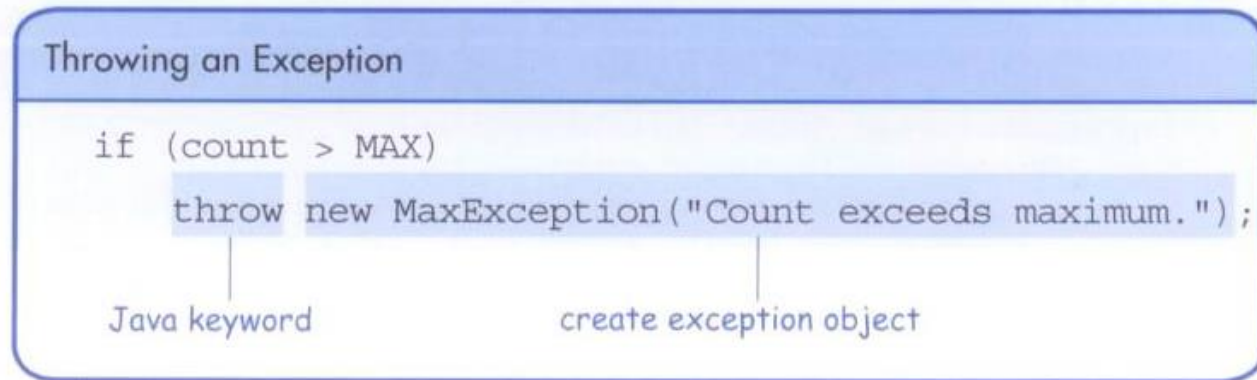 Throwing an Exception
if (count > MAX)
throw new MaxException("Count exceeds maximum.");
Java keyword
create exception object